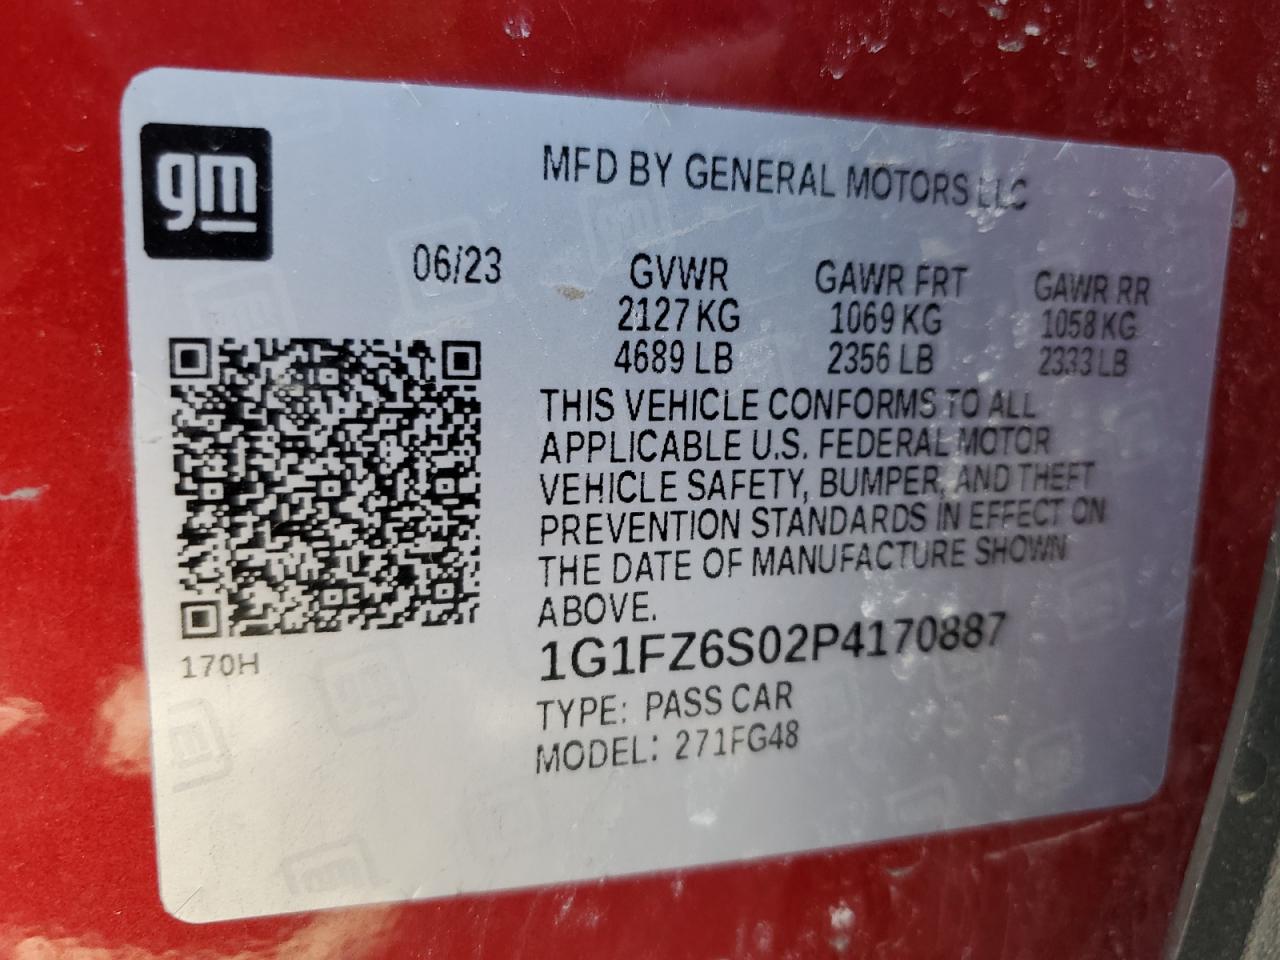 gm
MFD BY GENERAL MOTORS LLC
06/23
GVWR GAWR FRT GAWR RR
2127 KG 1069 KG 1058 KG
4689 LB 2356 LB 2333 LB
THIS VEHICLE CONFORMS TO ALL
APPLICABLE U.S. FEDERAL MOTOR
VEHICLE SAFETY, BUMPER, AND THEFT
PREVENTION STANDARDS IN EFFECT ON
THE DATE OF MANUFACTURE SHOWN
ABOVE.
170H
1G1FZ6S02P4170887
TYPE: PASS CAR
MODEL: 271FG48